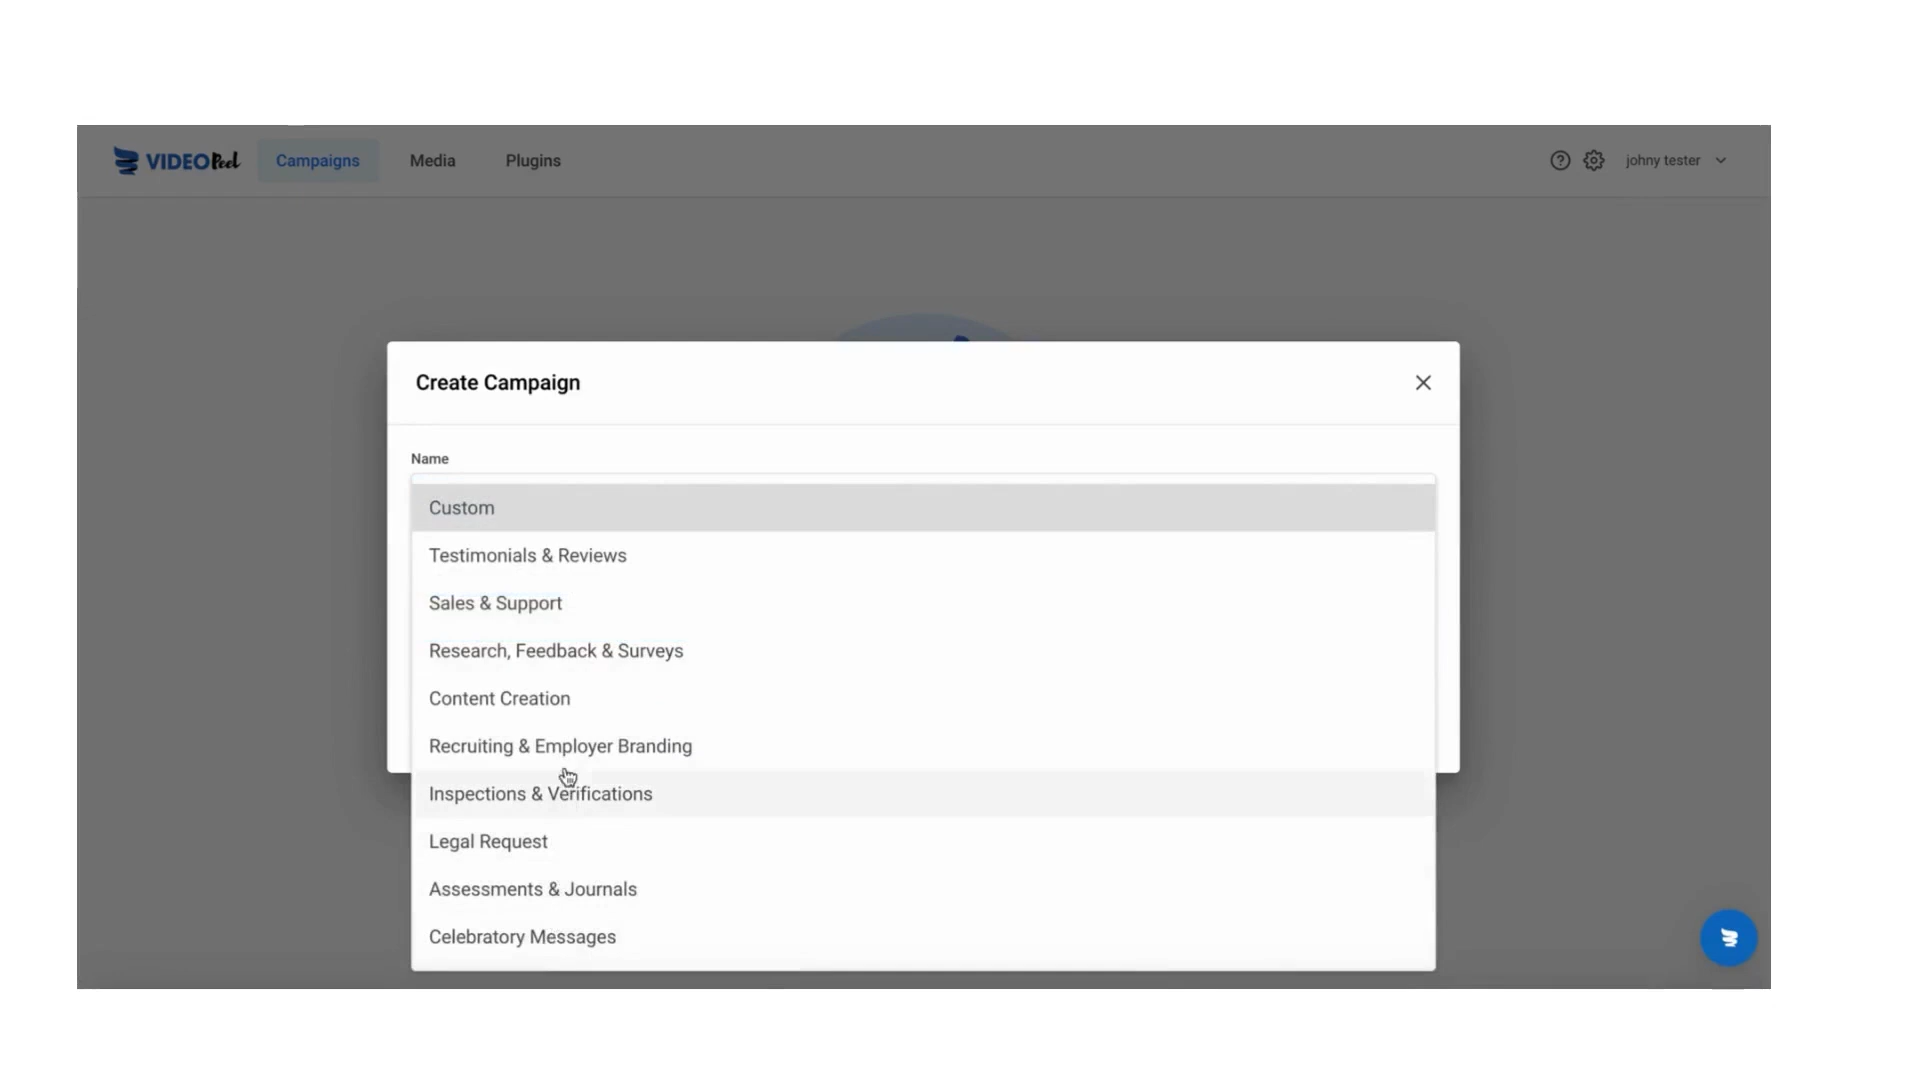 VIDEOPeel Campaigns Media Plugins johny tester
Create Campaign
Name
Custom
Testimonials & Reviews
Sales & Support
Research, Feedback & Surveys
Content Creation
Recruiting & Employer Branding
Inspections & Verifications
Legal Request
Assessments & Journals
Celebratory Messages